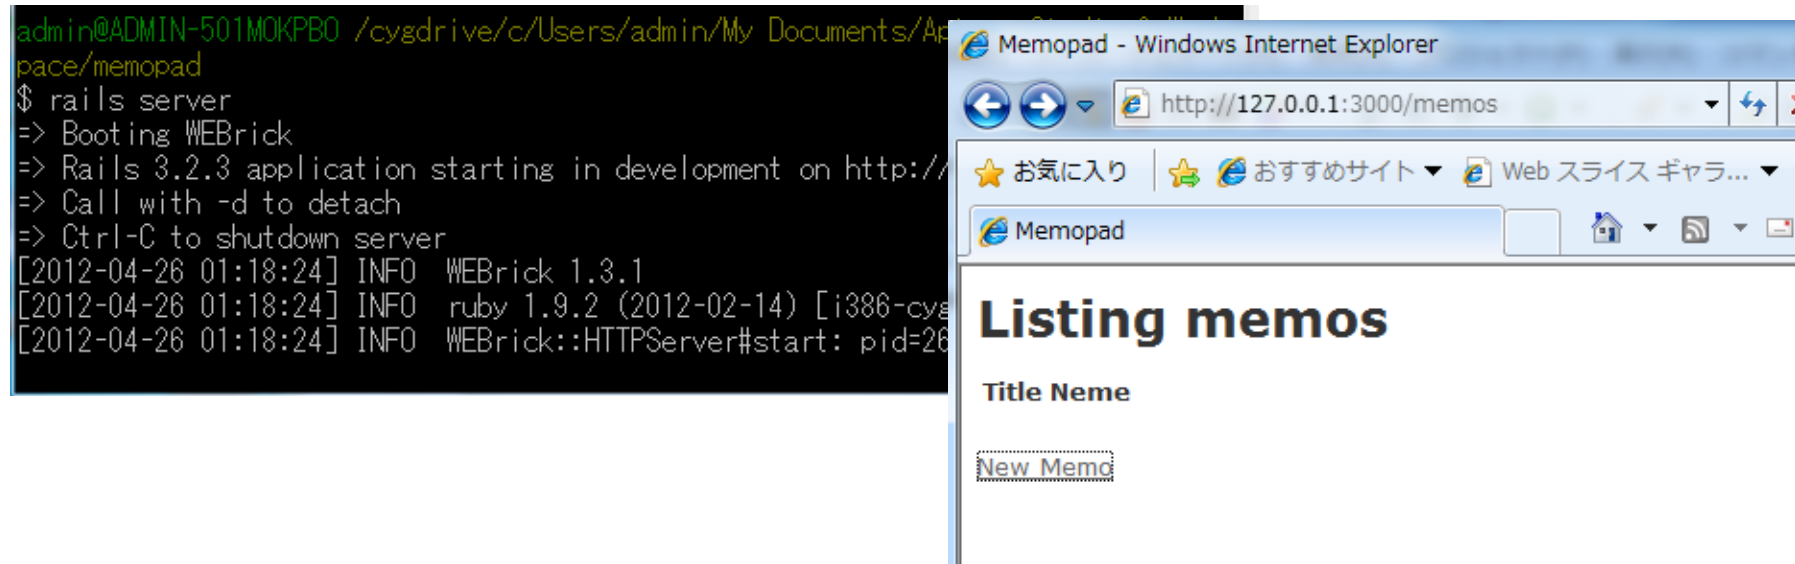 admin@ADMIN-501MOKPBO /cygdrive/c/Users/admin/My Documents/Ap
pace/memopad
$ rails server
=> Booting WEBrick
=> Rails 3.2.3 application starting in development on http://
=> Call with -d to detach
=> Ctrl-C to shutdown server
[2012-04-26 01:18:24] INFO  WEBrick 1.3.1
[2012-04-26 01:18:24] INFO  ruby 1.9.2 (2012-02-14) [i386-cyg
[2012-04-26 01:18:24] INFO  WEBrick::HTTPServer#start: pid=26
Memopad - Windows Internet Explorer
http://127.0.0.1:3000/memos
お気に入り おすすめサイト Web スライス ギャラ...
Memopad
Listing memos
Title Neme
New Memo